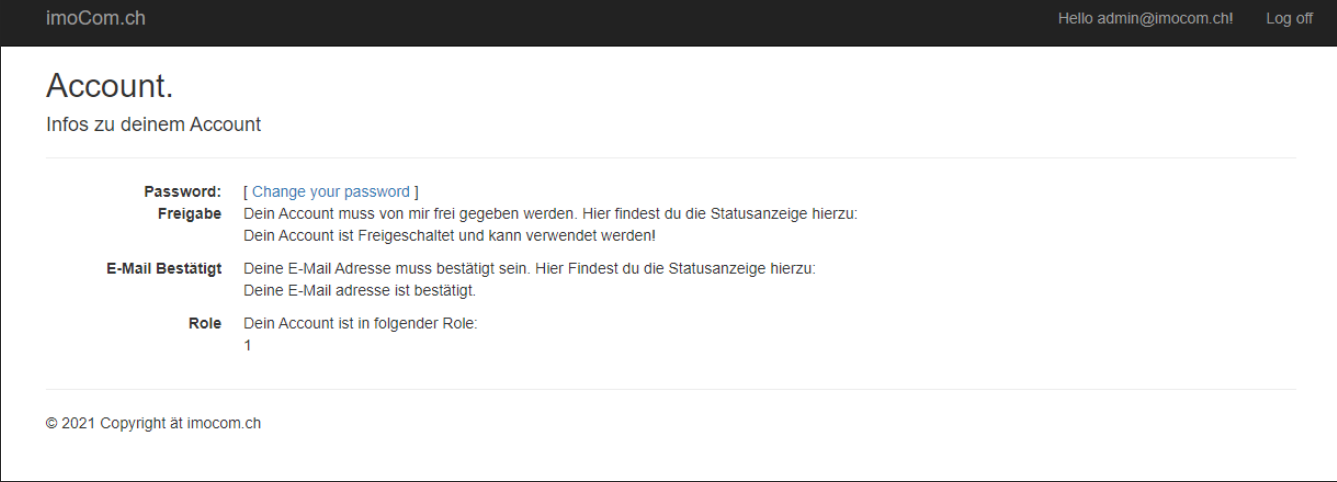 imoCom.ch
Hello admin@imocom.ch!
Log off
Account.
Infos zu deinem Account
Password: [ Change your password ]
Freigabe Dein Account muss von mir frei gegeben werden. Hier findest du die Statusanzeige hierzu:
Dein Account ist Freigeschaltet und kann verwendet werden!
E-Mail Bestätigt Deine E-Mail Adresse muss bestätigt sein. Hier Findest du die Statusanzeige hierzu:
Deine E-Mail adresse ist bestätigt.
Role Dein Account ist in folgender Role:
1
© 2021 Copyright ät imocom.ch